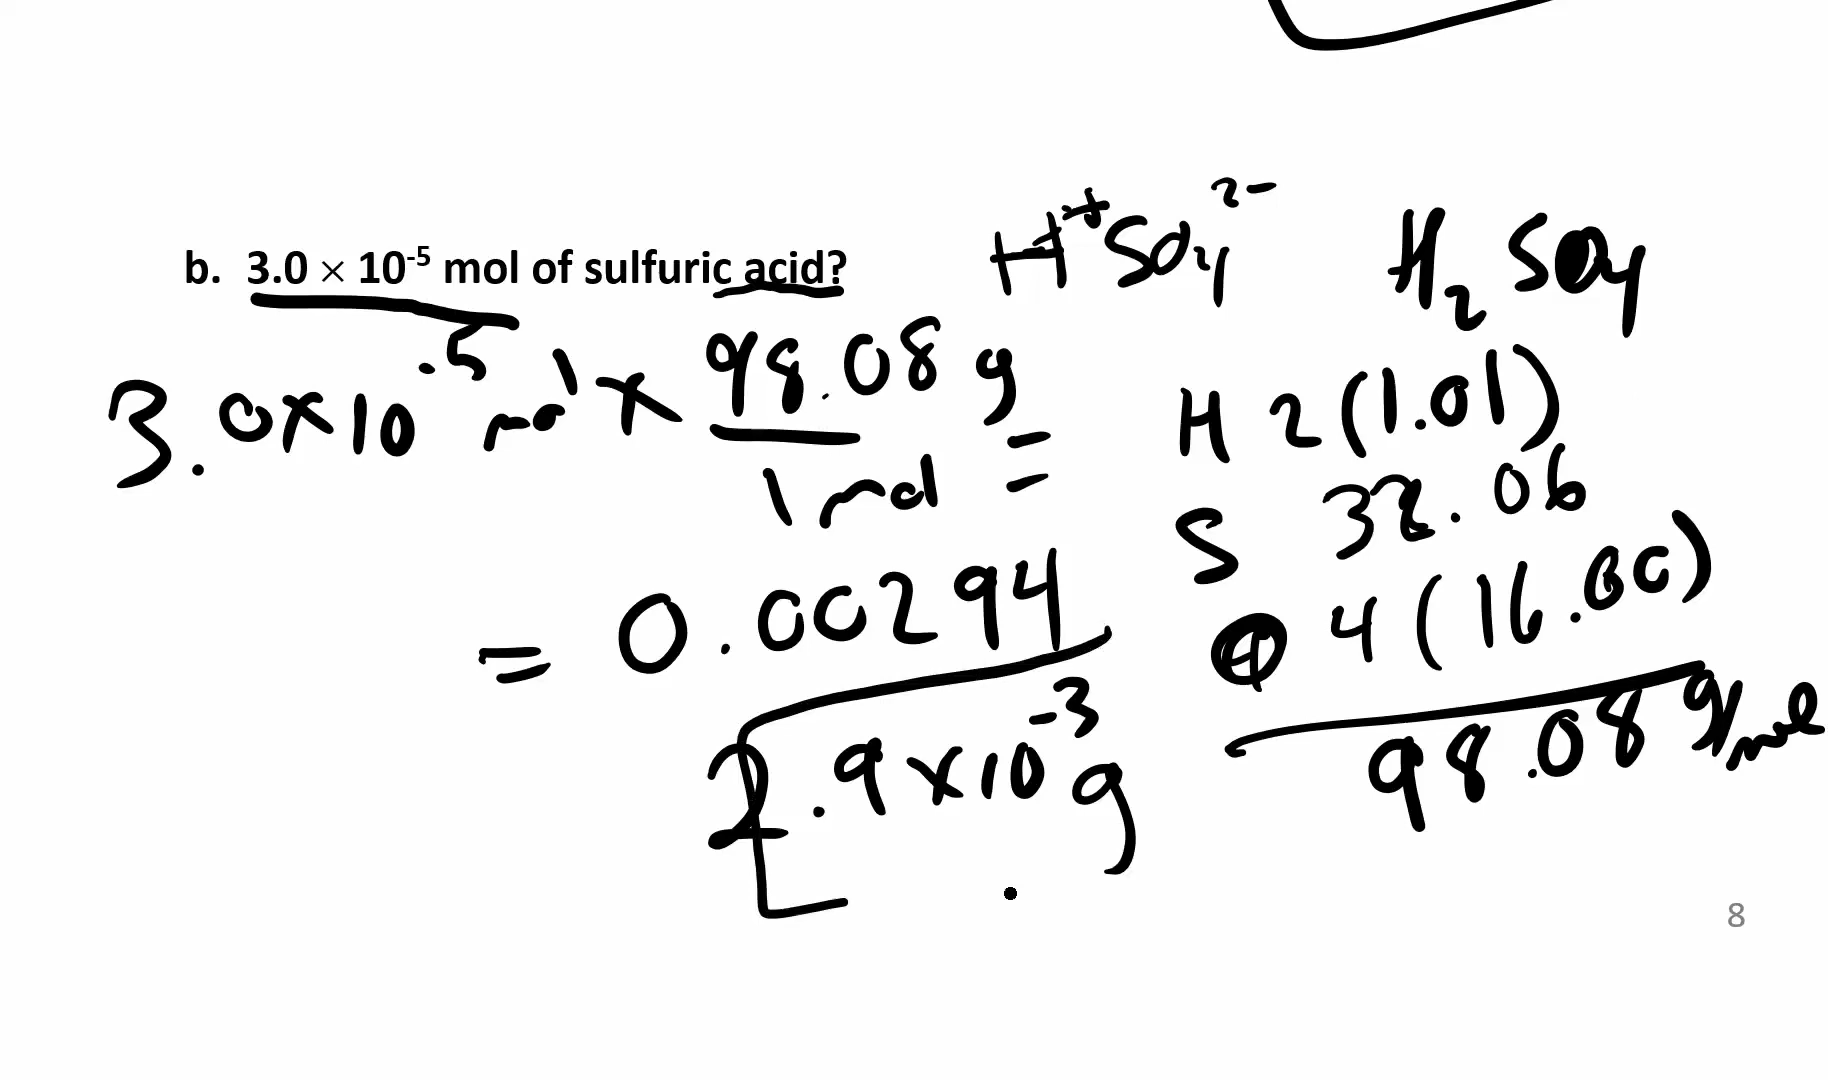 b. 3.0 × 10⁻⁵ mol of sulfuric acid?
H⁺ SO₄²⁻ H₂SO₄
3.0 x 10⁻⁵ mol x 98.08 g
1 mol =
= 0.00294
2.9 x 10⁻³ g
H 2(1.01)
S 32.06
O 4(16.00)
98.08 g/mol
8